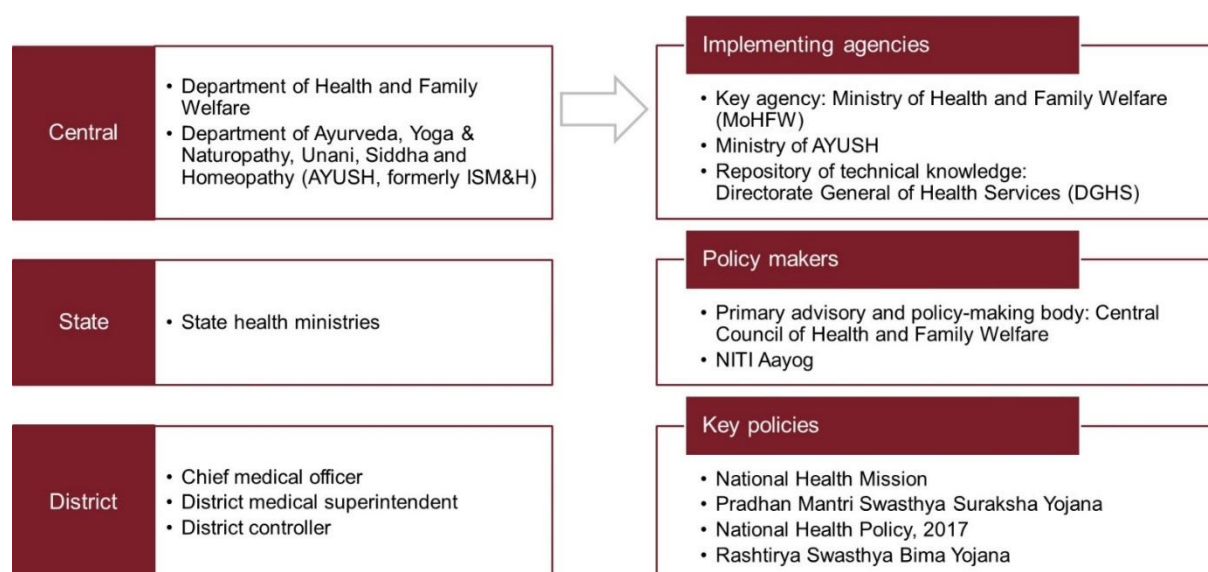 Central
• Department of Health and Family
Welfare
• Department of Ayurveda, Yoga &
Naturopathy, Unani, Siddha and
Homeopathy (AYUSH, formerly ISM&H)
Implementing agencies
• Key agency: Ministry of Health and Family Welfare
(MoHFW)
• Ministry of AYUSH
• Repository of technical knowledge:
Directorate General of Health Services (DGHS)
State
• State health ministries
Policy makers
• Primary advisory and policy-making body: Central
Council of Health and Family Welfare
• NITI Aayog
District
• Chief medical officer
• District medical superintendent
• District controller
Key policies
• National Health Mission
• Pradhan Mantri Swasthya Suraksha Yojana
• National Health Policy, 2017
• Rashtirya Swasthya Bima Yojana